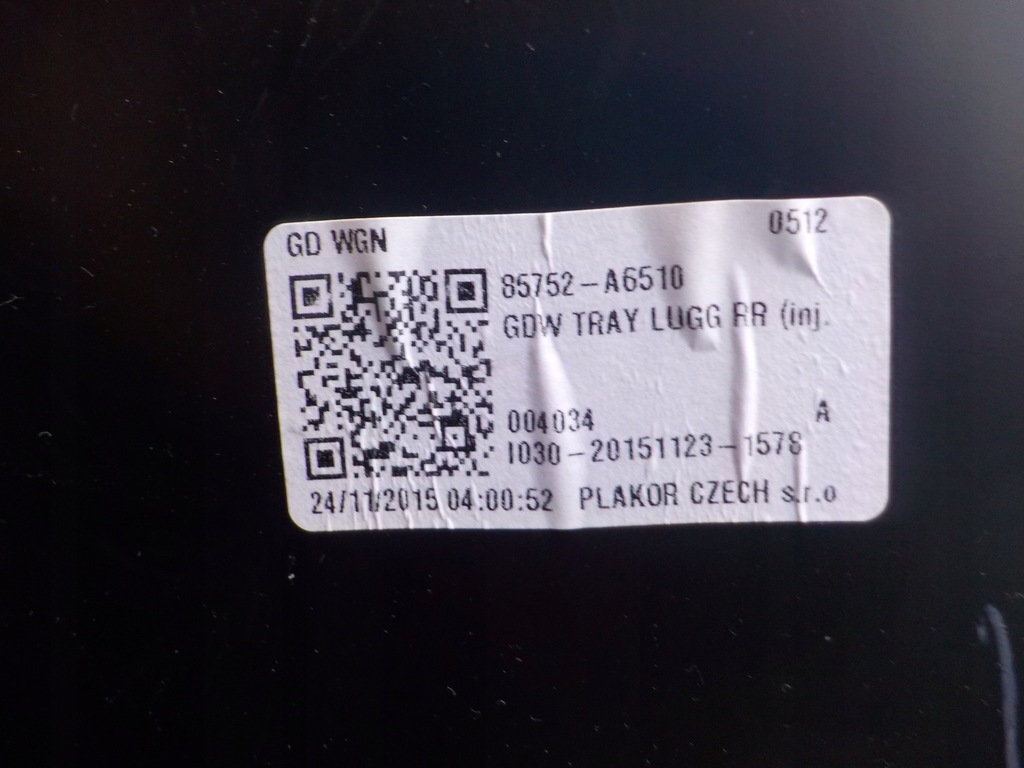 GD WGN 0512
85752-A6510
GDW TRAY LUGG RR (inj.
004034 A
I030-20151123-1578
24/11/2015 04:00:52 PLAKOR CZECH s.r.o